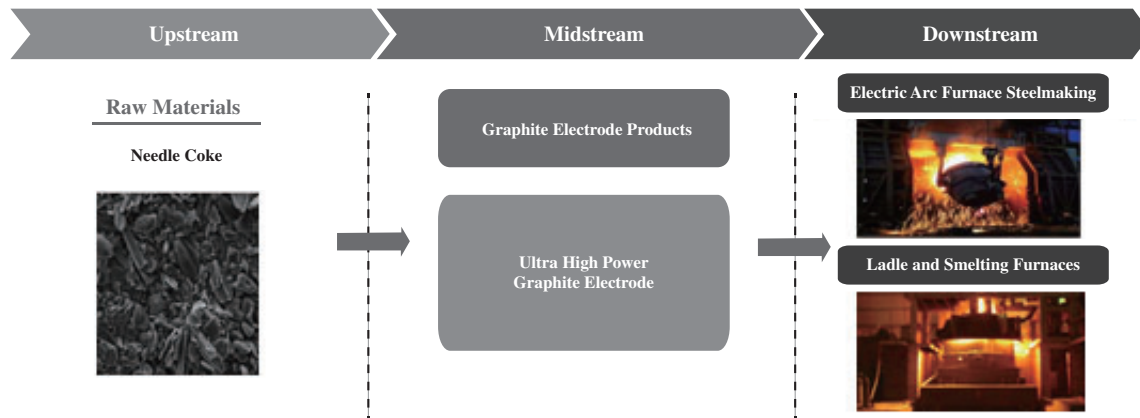 Upstream
Midstream
Downstream
Raw Materials
Needle Coke
Graphite Electrode Products
Ultra High Power
Graphite Electrode
Electric Arc Furnace Steelmaking
Ladle and Smelting Furnaces